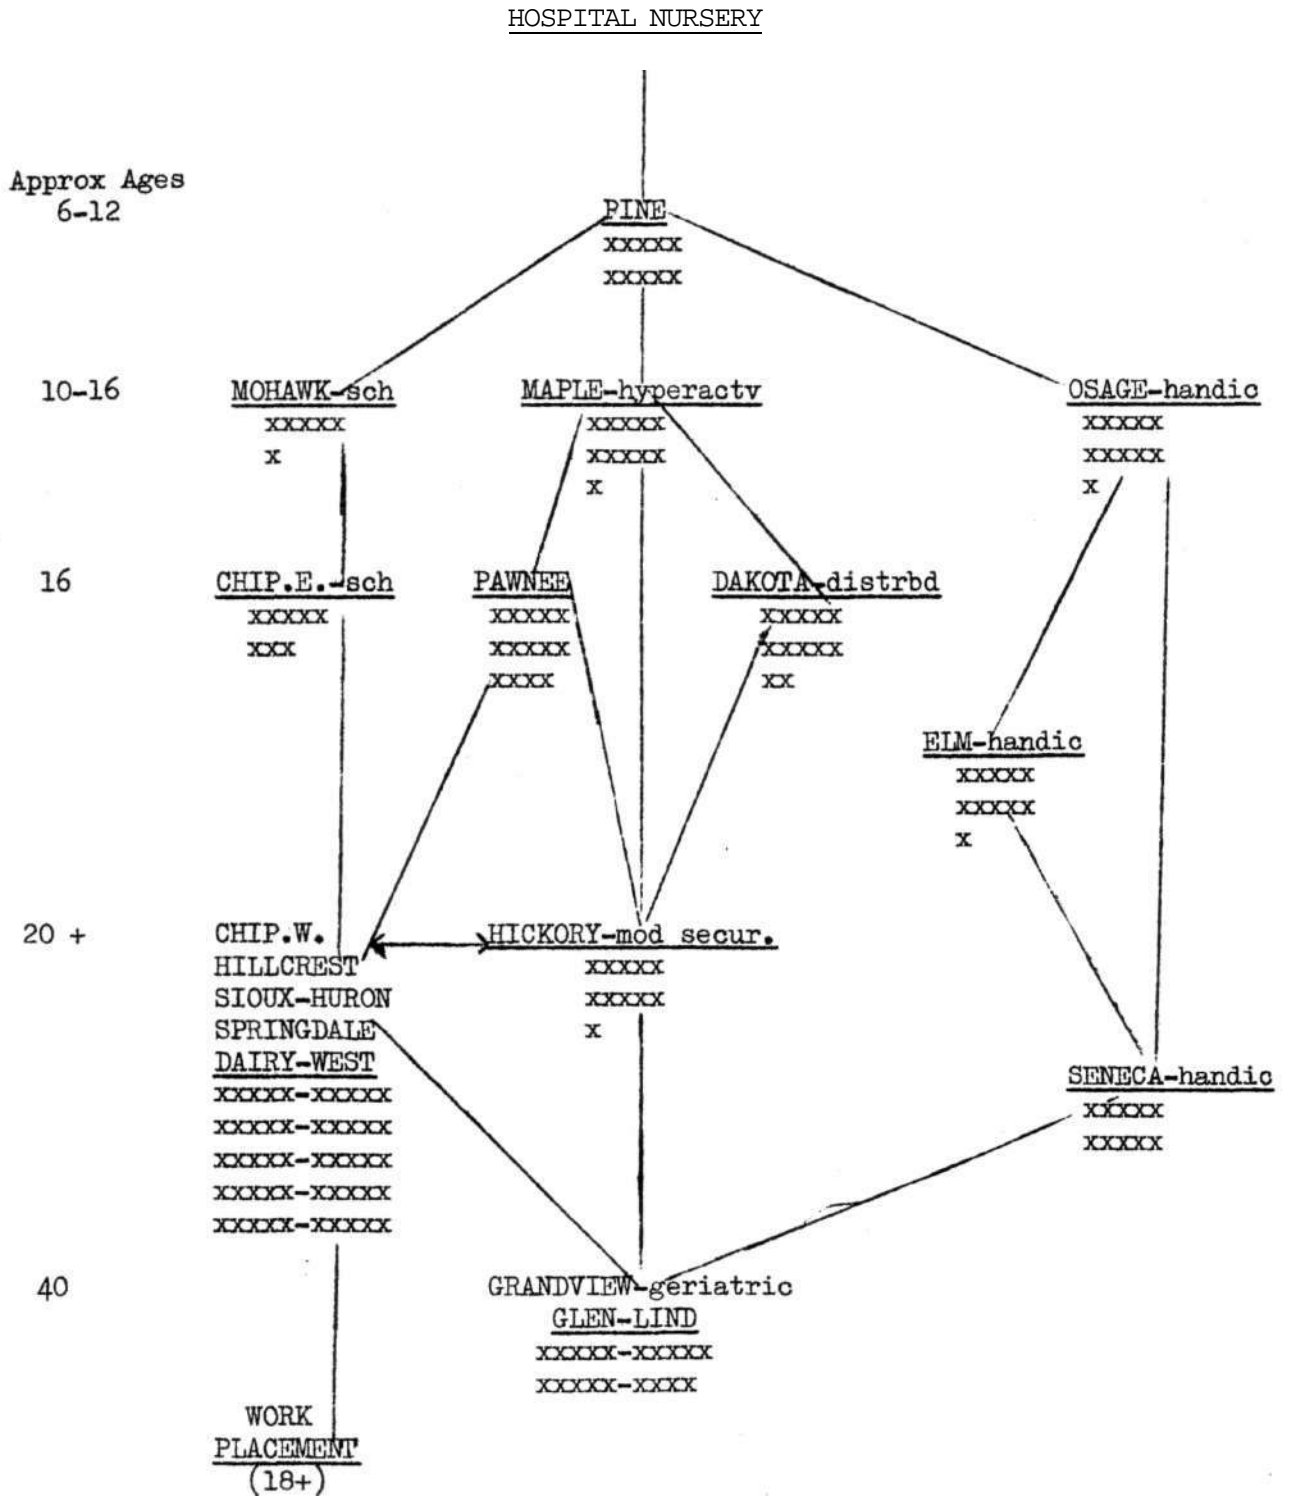 HOSPITAL NURSERY
Approx Ages
6-12
PINE
xxxxx
xxxxx
10-16
MOHAWK-sch
xxxxx
x
MAPLE-hyperactv
xxxxx
xxxxx
x
OSAGE-handic
xxxxx
xxxxx
x
16
CHIP.E.-sch
xxxxx
xxx
PAWNEE
xxxxx
xxxxx
xxxx
DAKOTA-distrbd
xxxxx
xxxxx
xx
ELM-handic
xxxxx
xxxxx
x
20 +
CHIP.W.
HILLCREST
SIOUX-HURON
SPRINGDALE
DAIRY-WEST
xxxxx-xxxxx
xxxxx-xxxxx
xxxxx-xxxxx
xxxxx-xxxxx
xxxxx-xxxxx
HICKORY-mod secur.
xxxxx
xxxxx
x
SENECA-handic
xxxxx
xxxxx
40
GRANDVIEW-geriatric
GLEN-LIND
xxxxx-xxxxx
xxxxx-xxxx
WORK
PLACEMENT
(18+)